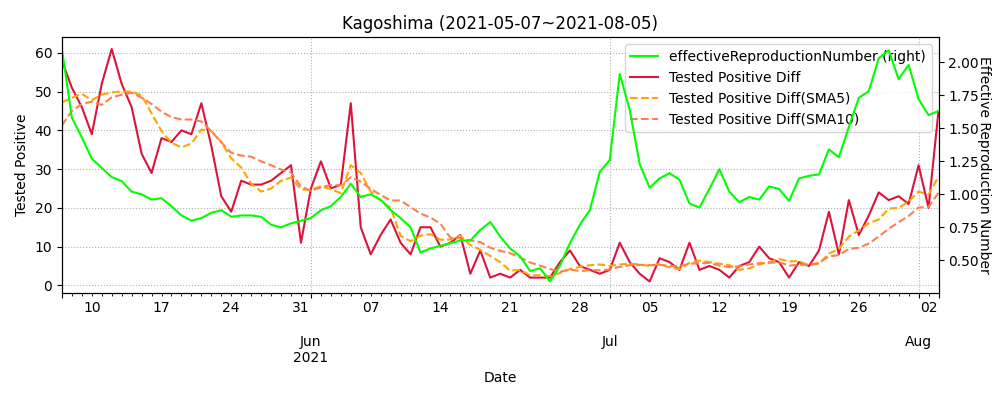 Kagoshima (2021-05-07~2021-08-05)
effectiveReproductionNumber (right)
Tested Positive Diff
Tested Positive Diff(SMA5)
Tested Positive Diff(SMA10)
Tested Positive
60
50
40
30
20
10
0
2.00
1.75
1.50
1.25
1.00
0.75
0.50
Effective Reproduction Number
10 17 24 31 07 14 21 28 05 12 19 26 02
Jun Jul Aug
2021
Date